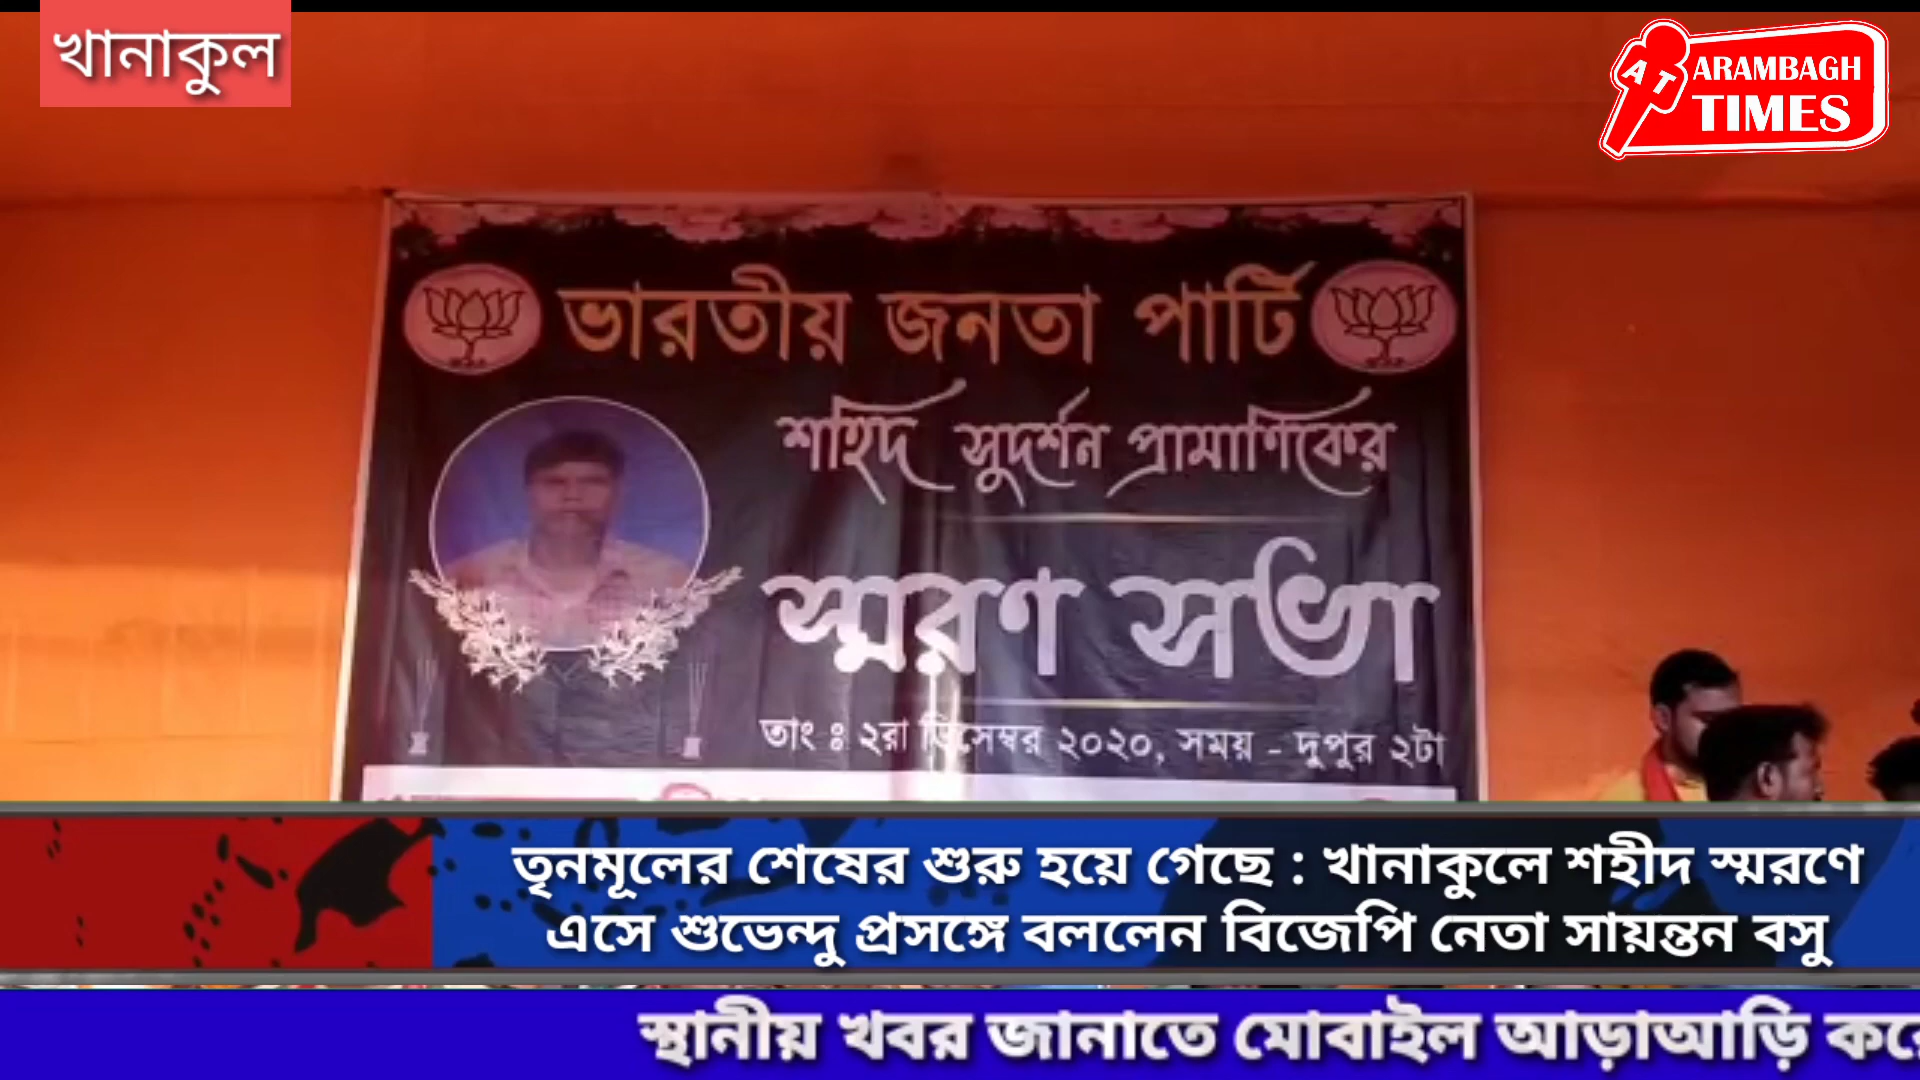 খানাকুল
AT
ARAMBAGH
TIMES
ভারতীয় জনতা পার্টি
শহিদ সুদর্শন প্রামাণিকের
স্মরণ সভা
তাং ঃ ২রা ডিসেম্বর ২০২০, সময় - দুপুর ২টা
তৃনমূলের শেষের শুরু হয়ে গেছে : খানাকুলে শহীদ স্মরণে
এসে শুভেন্দু প্রসঙ্গে বললেন বিজেপি নেতা সায়ন্তন বসু
স্থানীয় খবর জানাতে মোবাইল আড়াআড়ি